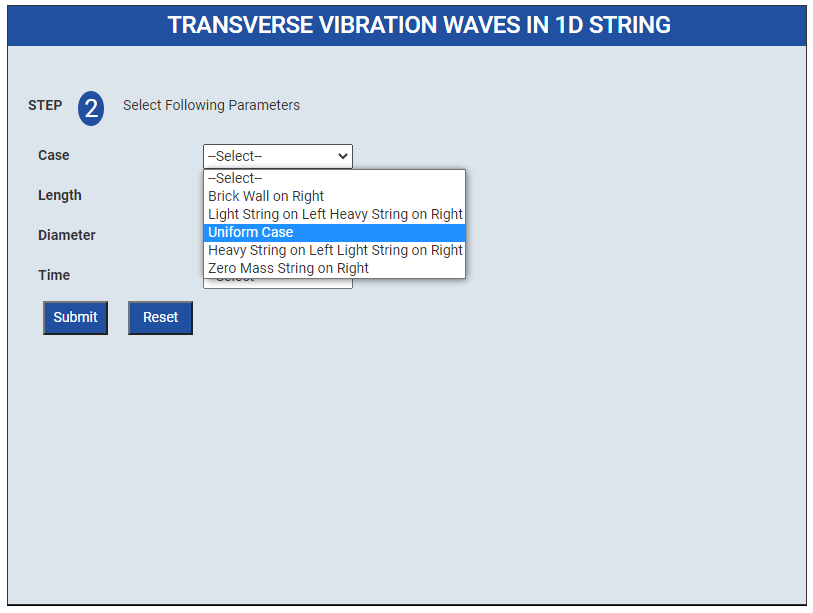 TRANSVERSE VIBRATION WAVES IN 1D STRING
STEP 2 Select Following Parameters
Case --Select--
--Select--
Length Brick Wall on Right
Light String on Left Heavy String on Right
Diameter Uniform Case
Heavy String on Left Light String on Right
Time Zero Mass String on Right
Submit Reset